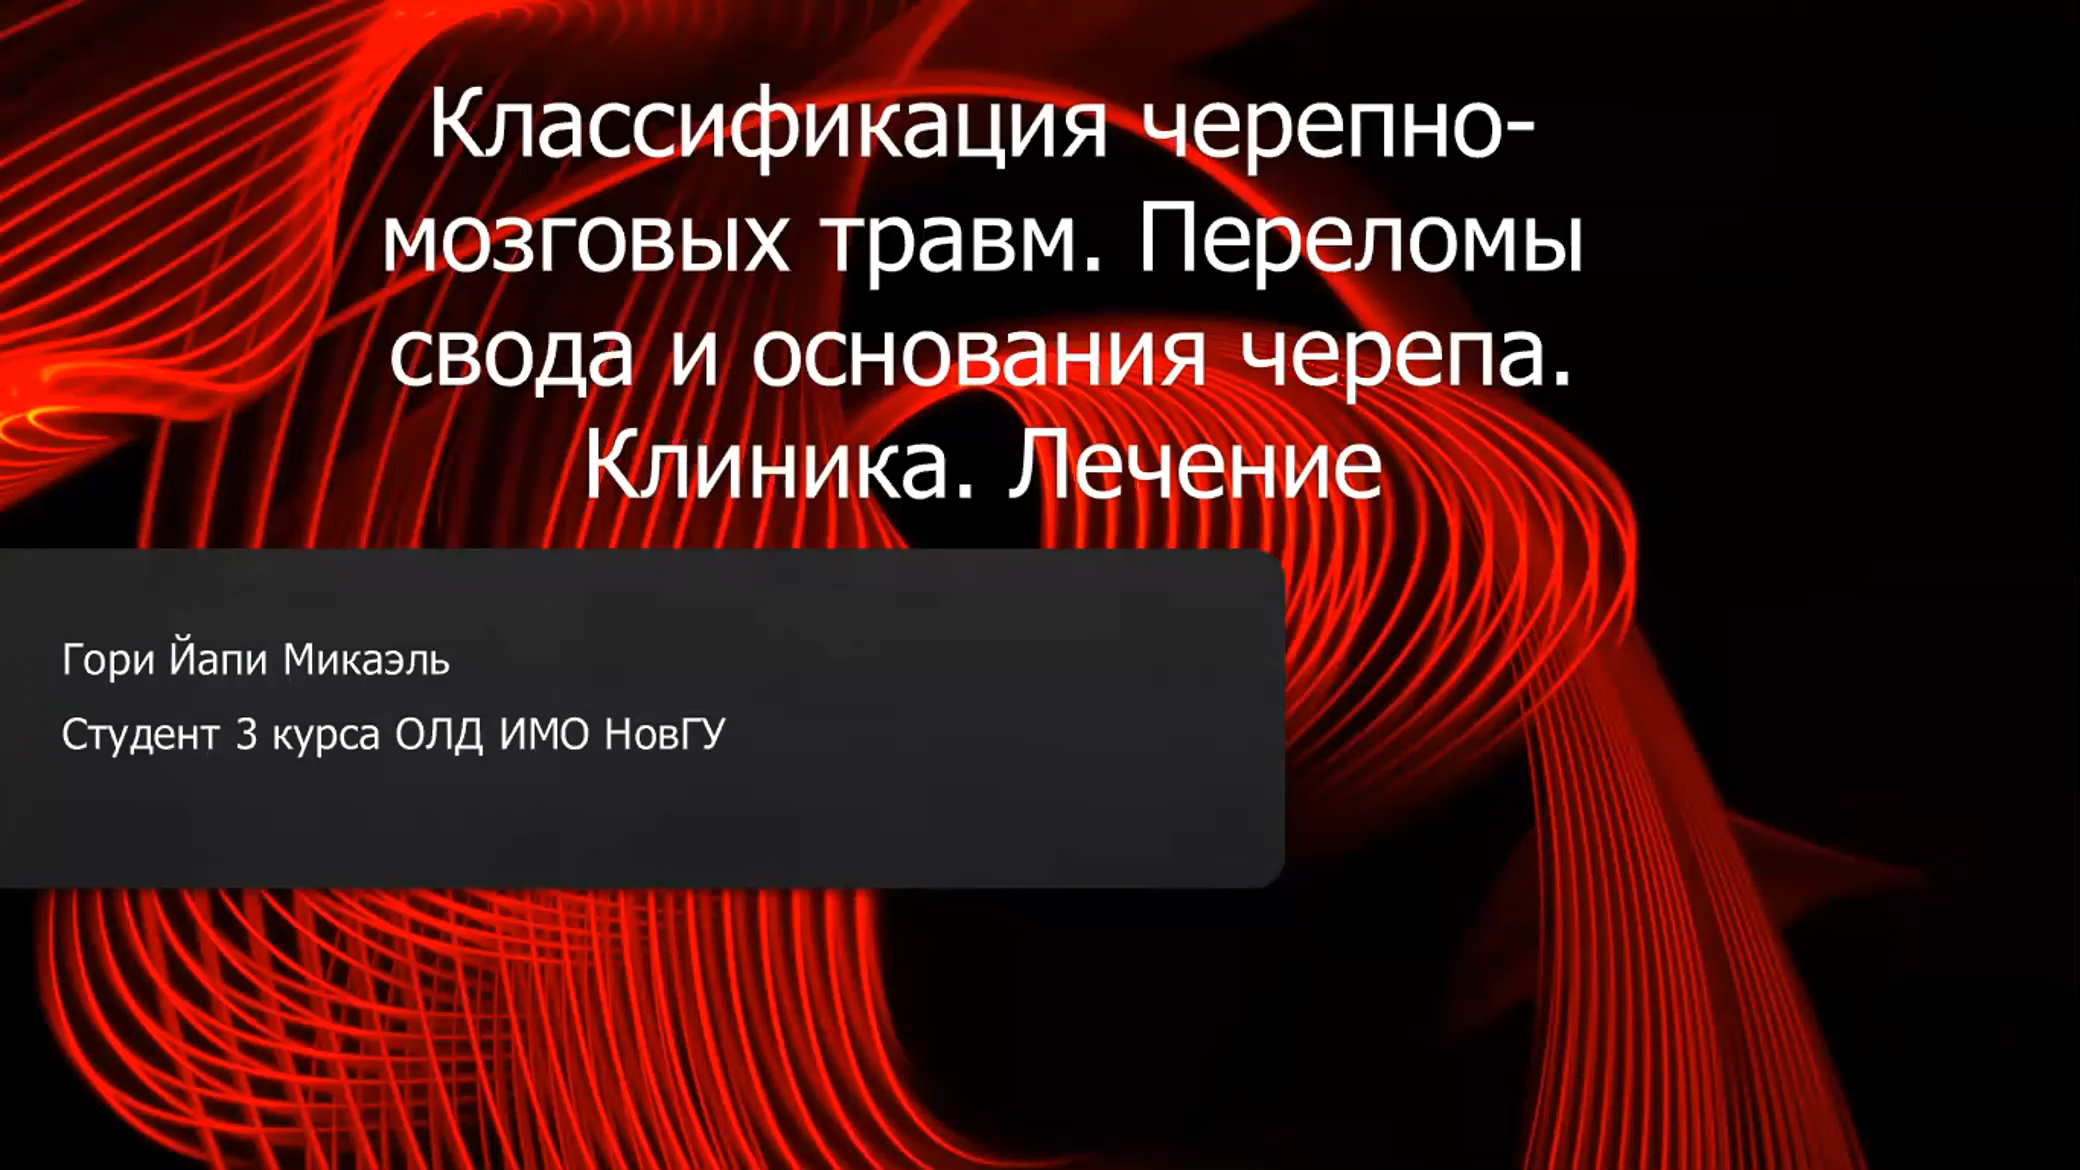 Классификация черепно-
мозговых травм. Переломы
свода и основания черепа.
Клиника. Лечение
Гори Йапи Микаэль
Студент 3 курса ОЛД ИМО НовГУ